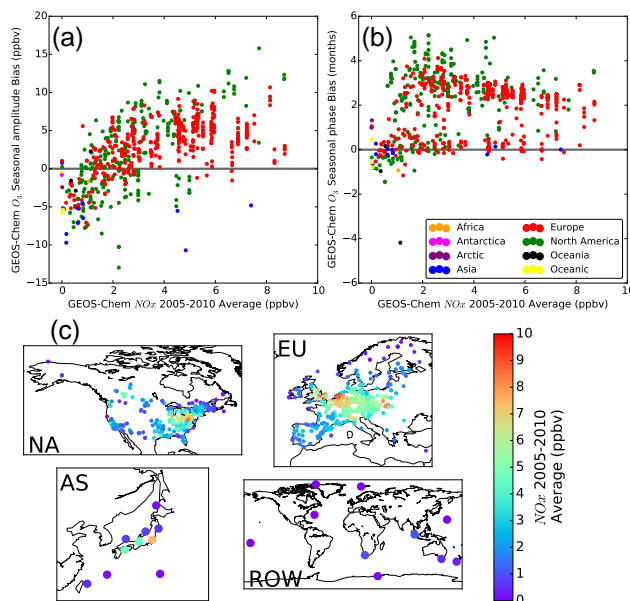 (a)
(b)
GEOS-Chem O3 Seasonal amplitude Bias (ppbv)
20
15
10
5
0
−5
−10
−15
0 2 4 6 8 10
GEOS-Chem NOx 2005-2010 Average (ppbv)
GEOS-Chem O3 Seasonal phase Bias (months)
6
4
2
0
−2
−4
−6
0 2 4 6 8 10
GEOS-Chem NOx 2005-2010 Average (ppbv)
Africa
Antarctica
Arctic
Asia
Europe
North America
Oceania
Oceanic
(c)
NA
EU
AS
ROW
10
9
8
7
6
5
4
3
2
1
0
NOx 2005-2010
Average (ppbv)